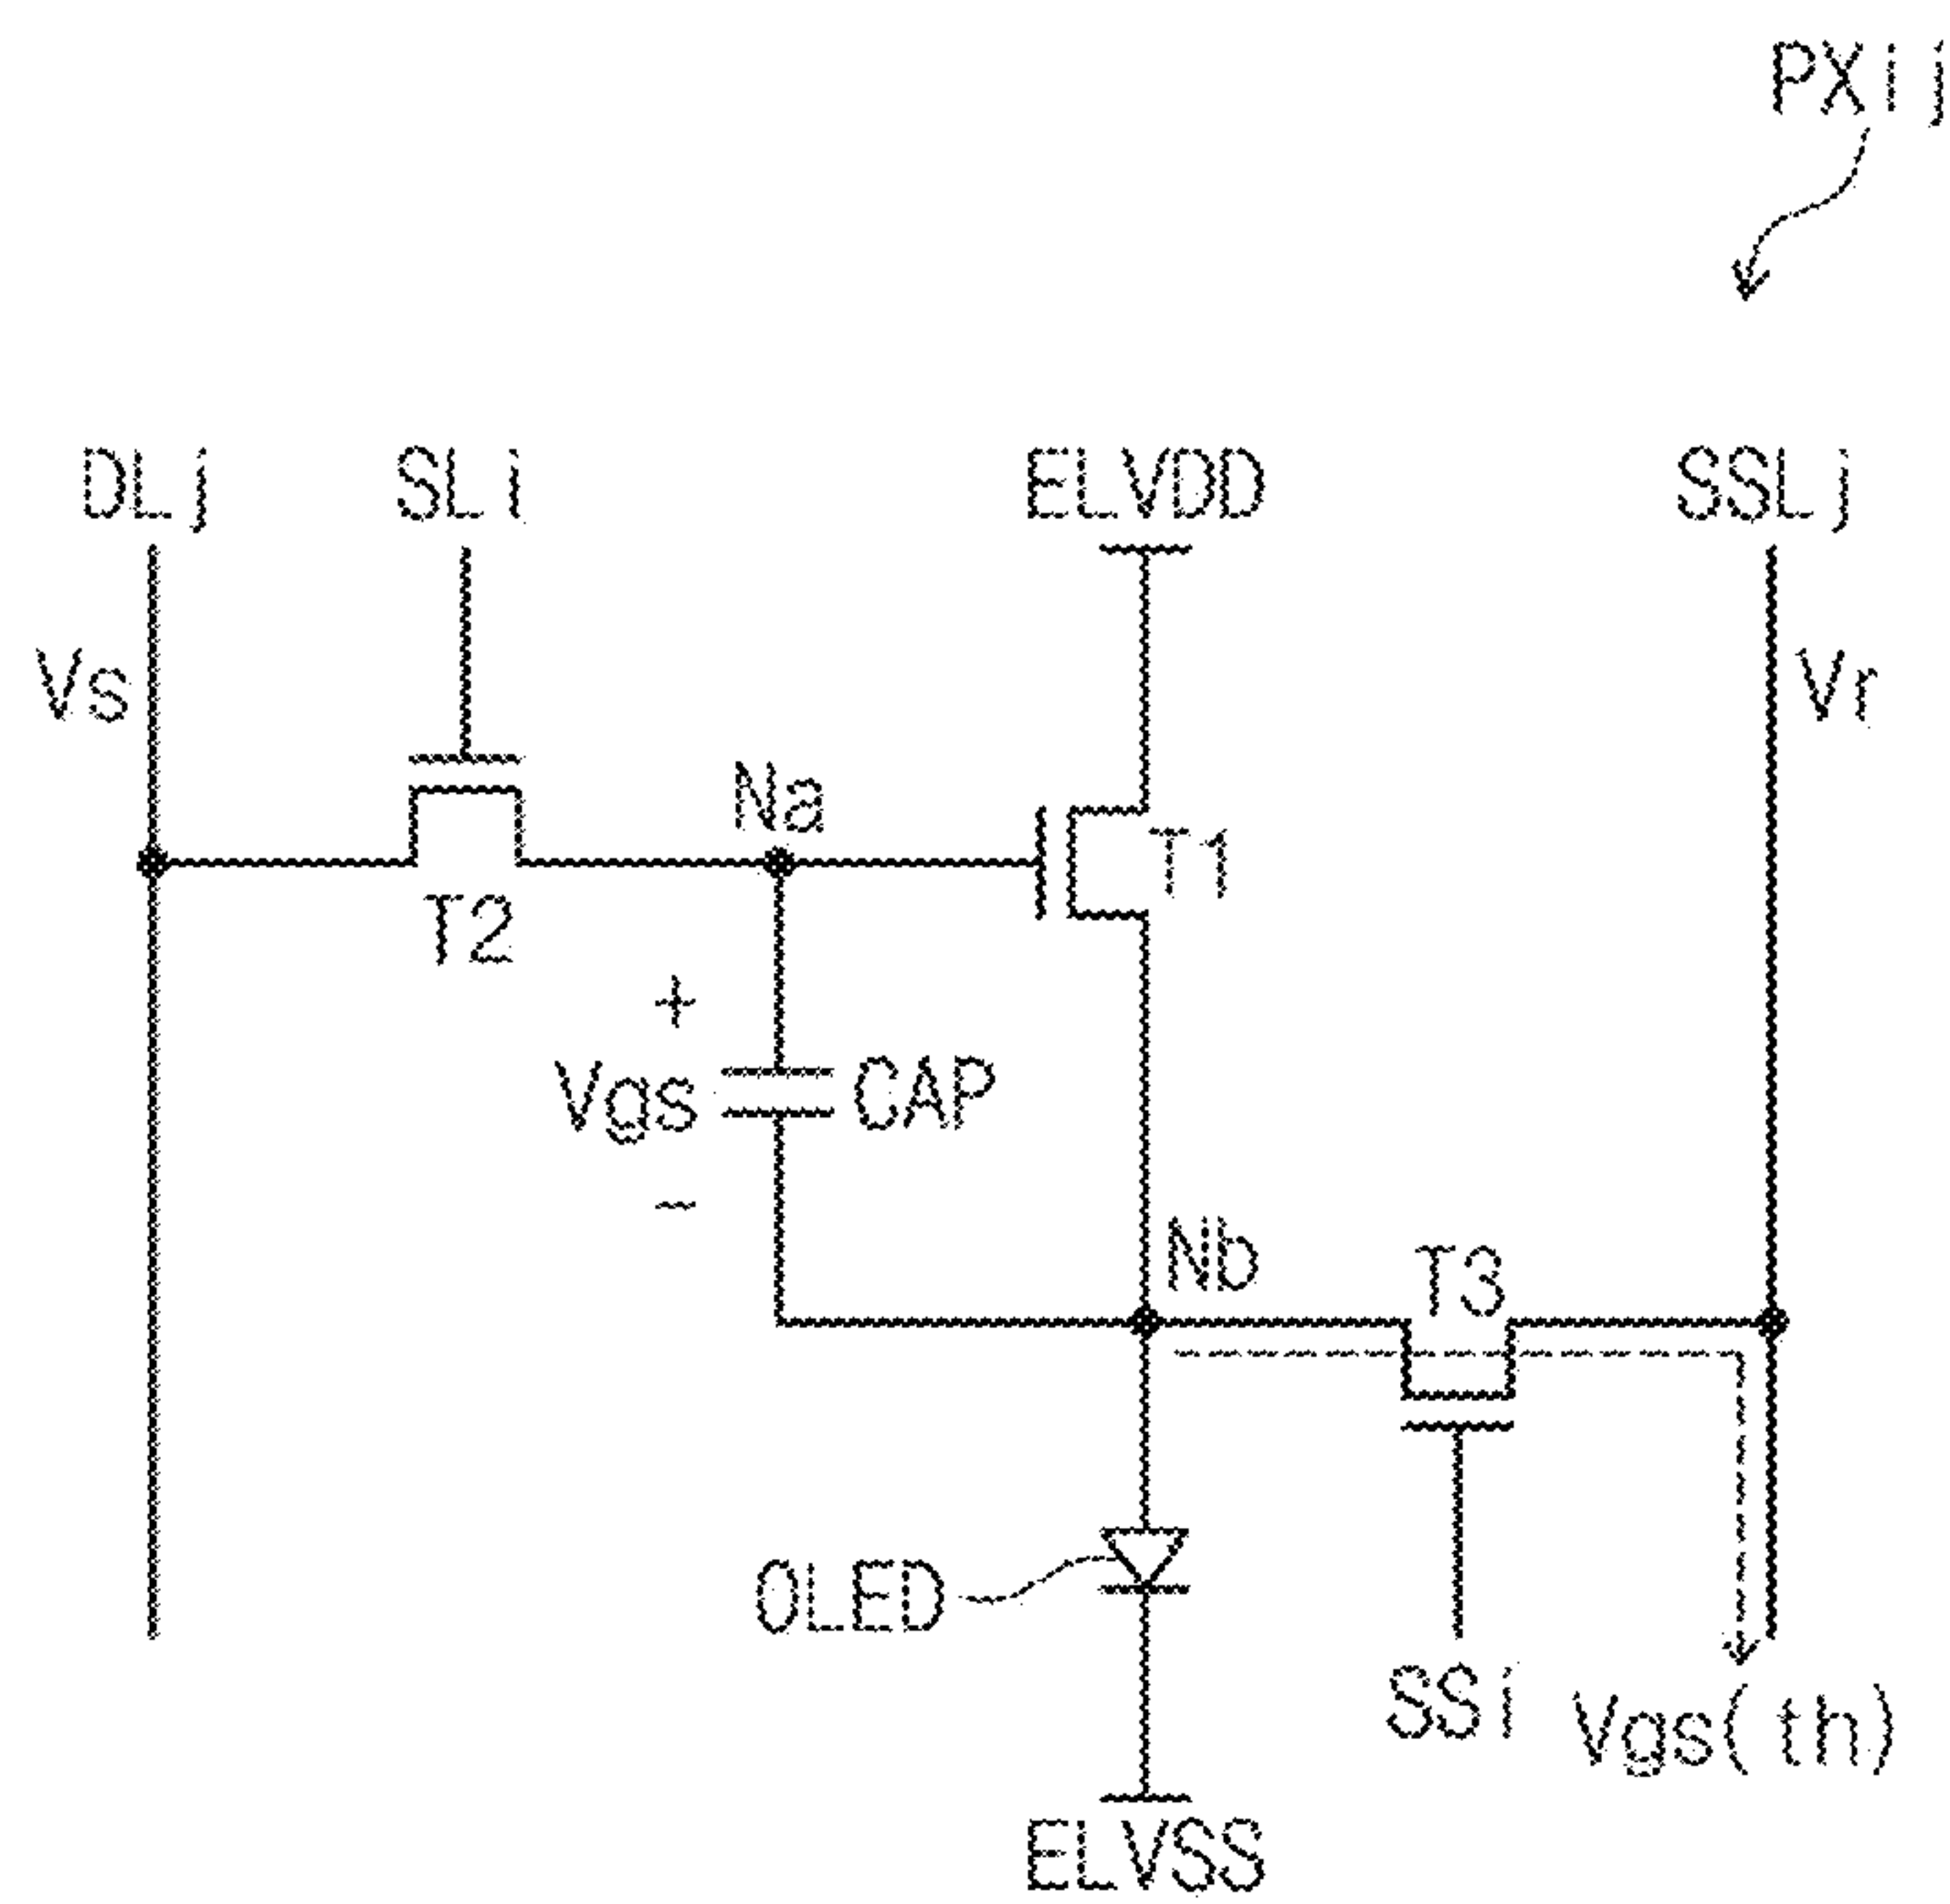 PXij
DLj
SLi
ELVDD
SSLj
Vs
Vr
Na
T1
T2
+
Vgs
CAP
-
Nb
T3
OLED
SSi
Vgs(th)
ELVSS